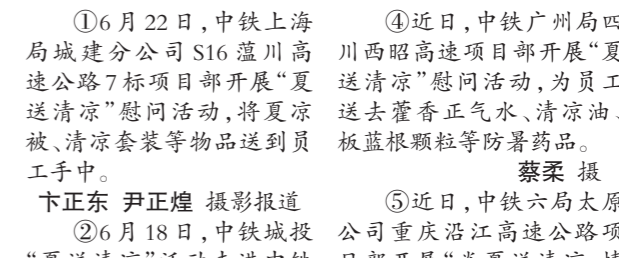 ①6月22日,中铁上海
局城建分公司S16蕰川高
速公路7标项目部开展“夏
送清凉”慰问活动,将夏凉
被、清凉套装等物品送到员
工手中。
卞正东 尹正煌 摄影报道
②6月18日,中铁城投
④近日,中铁广州局四
川西昭高速项目部开展“夏
送清凉”慰问活动,为员工
送去藿香正气水、清凉油、
板蓝根颗粒等防暑药品。
蔡柔 摄
⑤近日,中铁六局太原
公司重庆沿江高速公路项